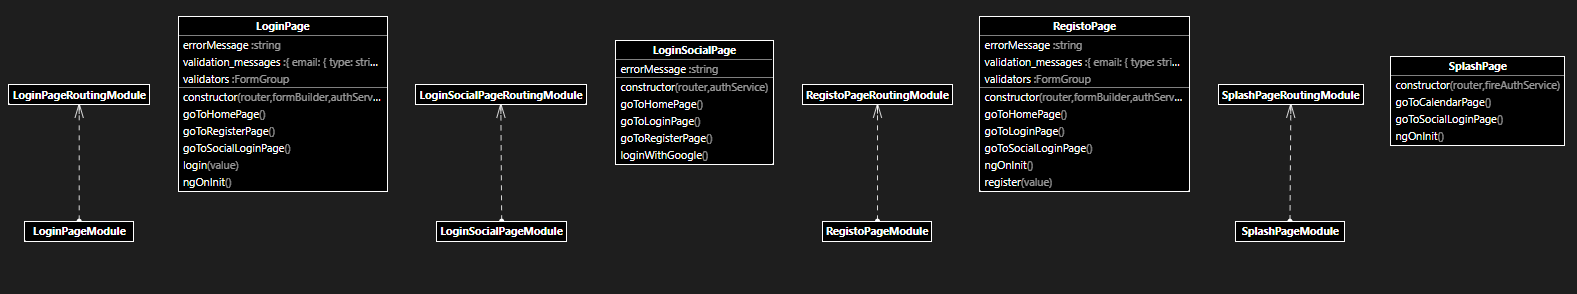 LoginPageRoutingModule
LoginPageModule
LoginPage
errorMessage :string
validation_messages :{ email: { type: stri...
validators :FormGroup
constructor(router,formBuilder,authServ...
goToHomePage()
goToRegisterPage()
goToSocialLoginPage()
login(value)
ngOnInit()
LoginSocialPageRoutingModule
LoginSocialPageModule
LoginSocialPage
errorMessage :string
constructor(router,authService)
goToHomePage()
goToLoginPage()
goToRegisterPage()
loginWithGoogle()
RegistoPageRoutingModule
RegistoPageModule
RegistoPage
errorMessage :string
validation_messages :{ email: { type: stri...
validators :FormGroup
constructor(router,formBuilder,authServ...
goToHomePage()
goToLoginPage()
goToSocialLoginPage()
ngOnInit()
register(value)
SplashPageRoutingModule
SplashPageModule
SplashPage
constructor(router,fireAuthService)
goToCalendarPage()
goToSocialLoginPage()
ngOnInit()